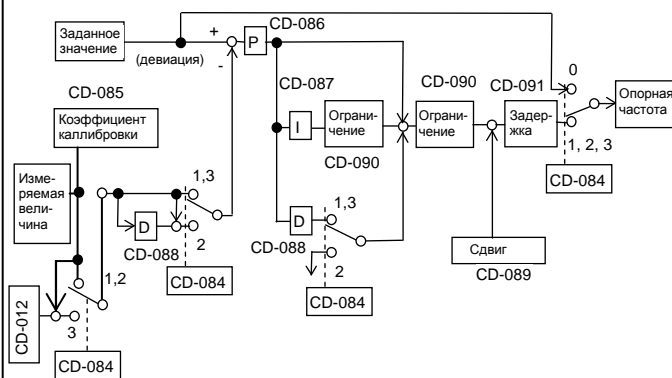 Заданное
значение
(девиация)
+
-
P
CD-086
CD-087
I
Ограни-
чение
CD-090
CD-090
Ограни-
чение
CD-091
Задер-
жка
0
1, 2, 3
CD-084
Опорная
частота
CD-085
Коэффициент
каллибровки
Изме-
ряемая
вели-
чина
1,2
3
CD-012
CD-084
D
CD-088
1,3
2
CD-084
D
CD-088
1,3
2
CD-084
Сдвиг
CD-089